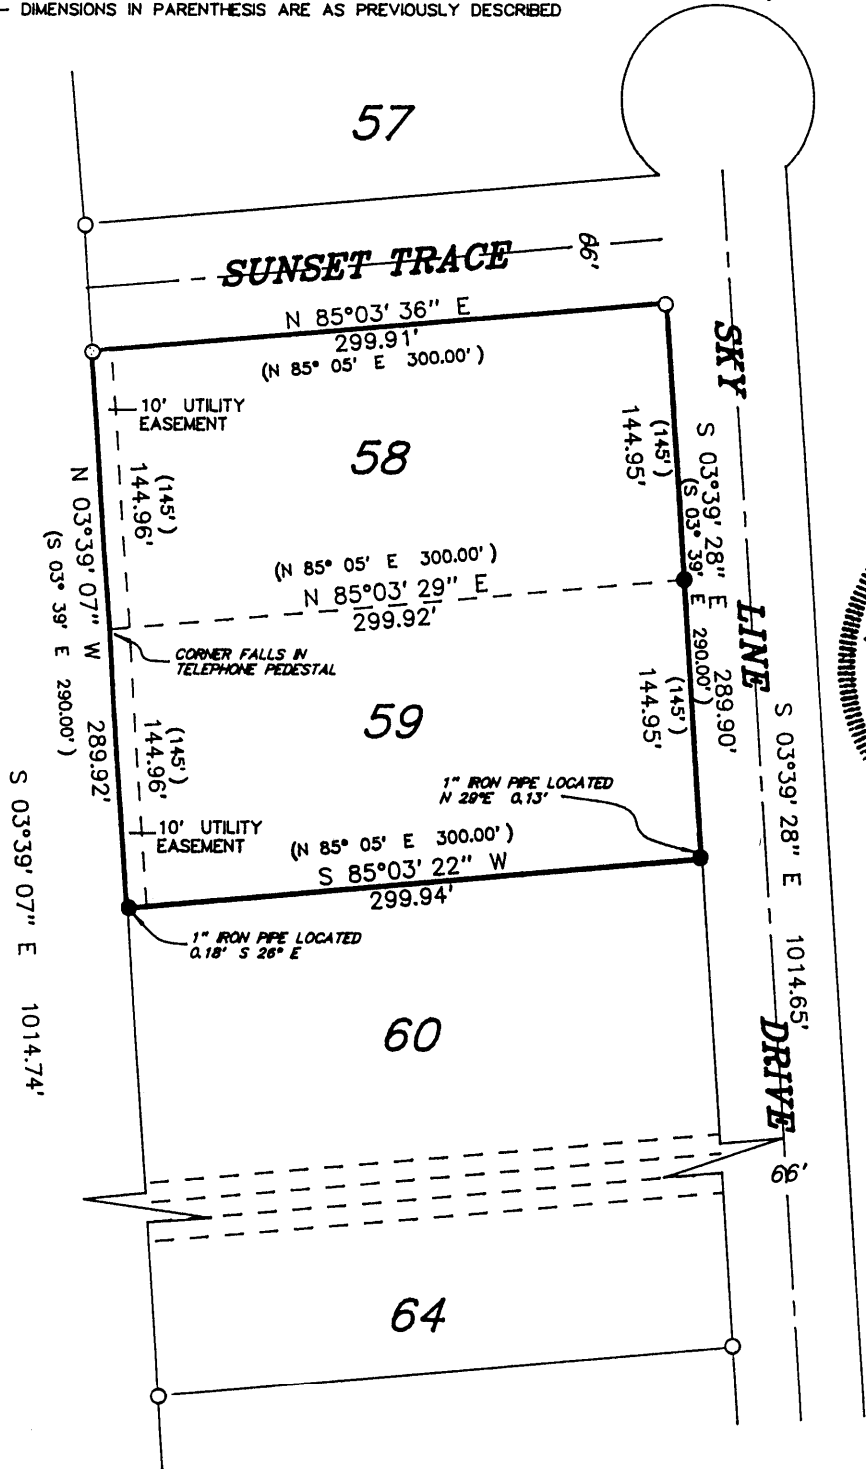 - DIMENSIONS IN PARENTHESIS ARE AS PREVIOUSLY DESCRIBED
57
SUNSET TRACE
66'
N 85°03' 36" E
299.91'
(N 85° 05' E 300.00')
10' UTILITY
EASEMENT
58
(145')
144.96'
(145')
144.95'
SKY
LINE
DRIVE
N 03°39' 07" W 289.92'
(S 03° 39' E 290.00')
S 03°39' 28" E 289.90'
(S 03° 39' E 290.00')
(N 85° 05' E 300.00')
N 85°03' 29" E
299.92'
CORNER FALLS IN
TELEPHONE PEDESTAL
59
(145')
144.96'
(145')
144.95'
1" IRON PIPE LOCATED
N 29°E 0.13'
10' UTILITY
EASEMENT
(N 85° 05' E 300.00')
S 85°03' 22" W
299.94'
1" IRON PIPE LOCATED
0.18' S 26° E
S 03°39' 07" E 1014.74'
S 03°39' 28" E 1014.65'
60
66'
64